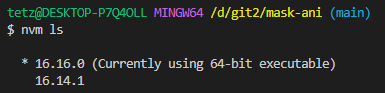 tetz@DESKTOP-P7Q4OLL MINGW64 /d/git2/mask-ani (main)
$ nvm ls
* 16.16.0 (Currently using 64-bit executable)
16.14.1